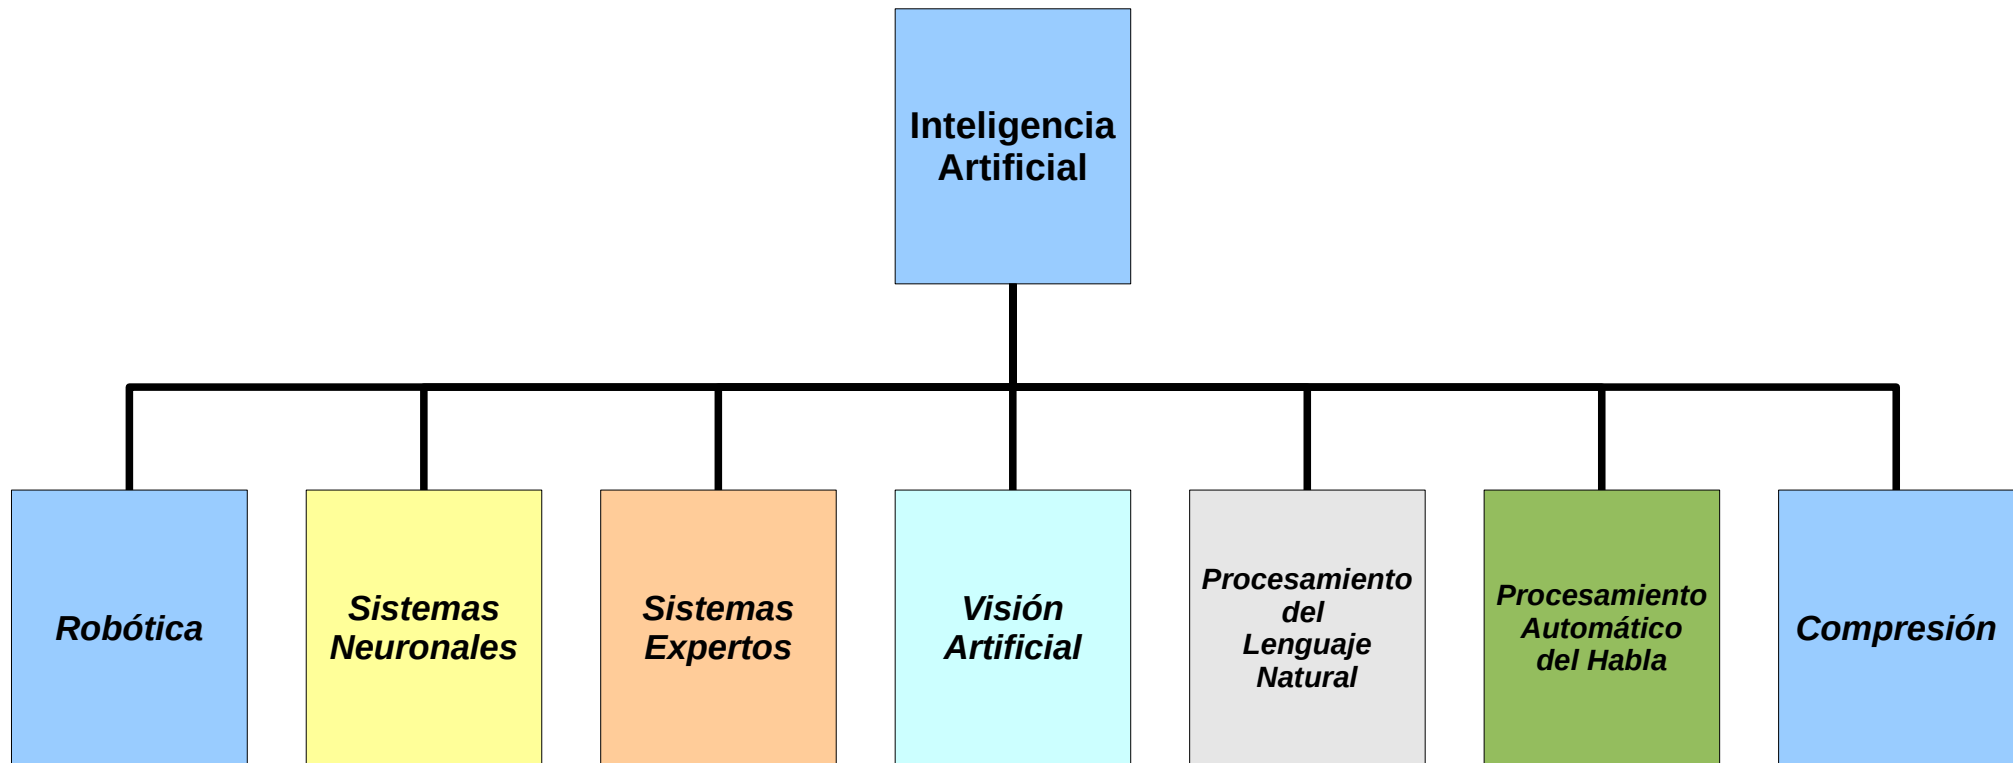 Inteligencia
Artificial
Robótica
Sistemas
Neuronales
Sistemas
Expertos
Visión
Artificial
Procesamiento
del
Lenguaje
Natural
Procesamiento
Automático
del Habla
Compresión